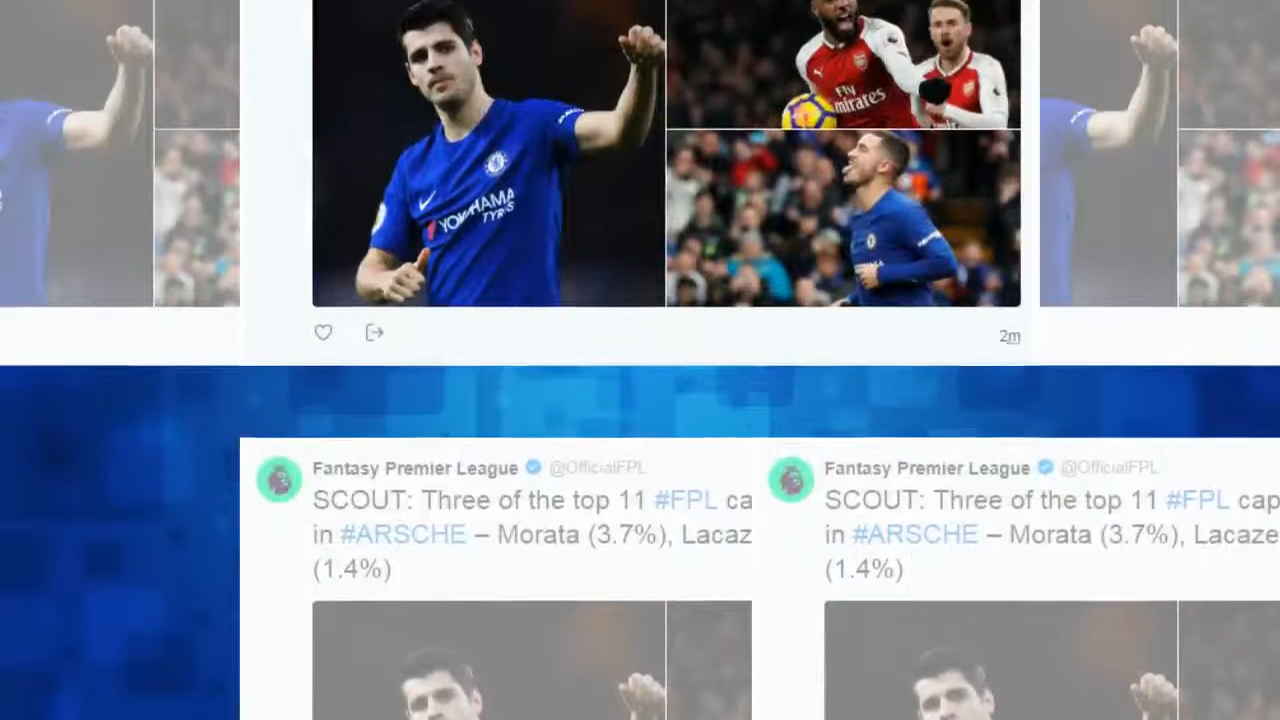 Fly
Emirates
YOKOHAMA
TYRES
2m
Fantasy Premier League @OfficialFPL
SCOUT: Three of the top 11 #FPL ca
in #ARSCHE – Morata (3.7%), Lacaz
(1.4%)
Fantasy Premier League @OfficialFPL
SCOUT: Three of the top 11 #FPL cap
in #ARSCHE – Morata (3.7%), Lacaze
(1.4%)